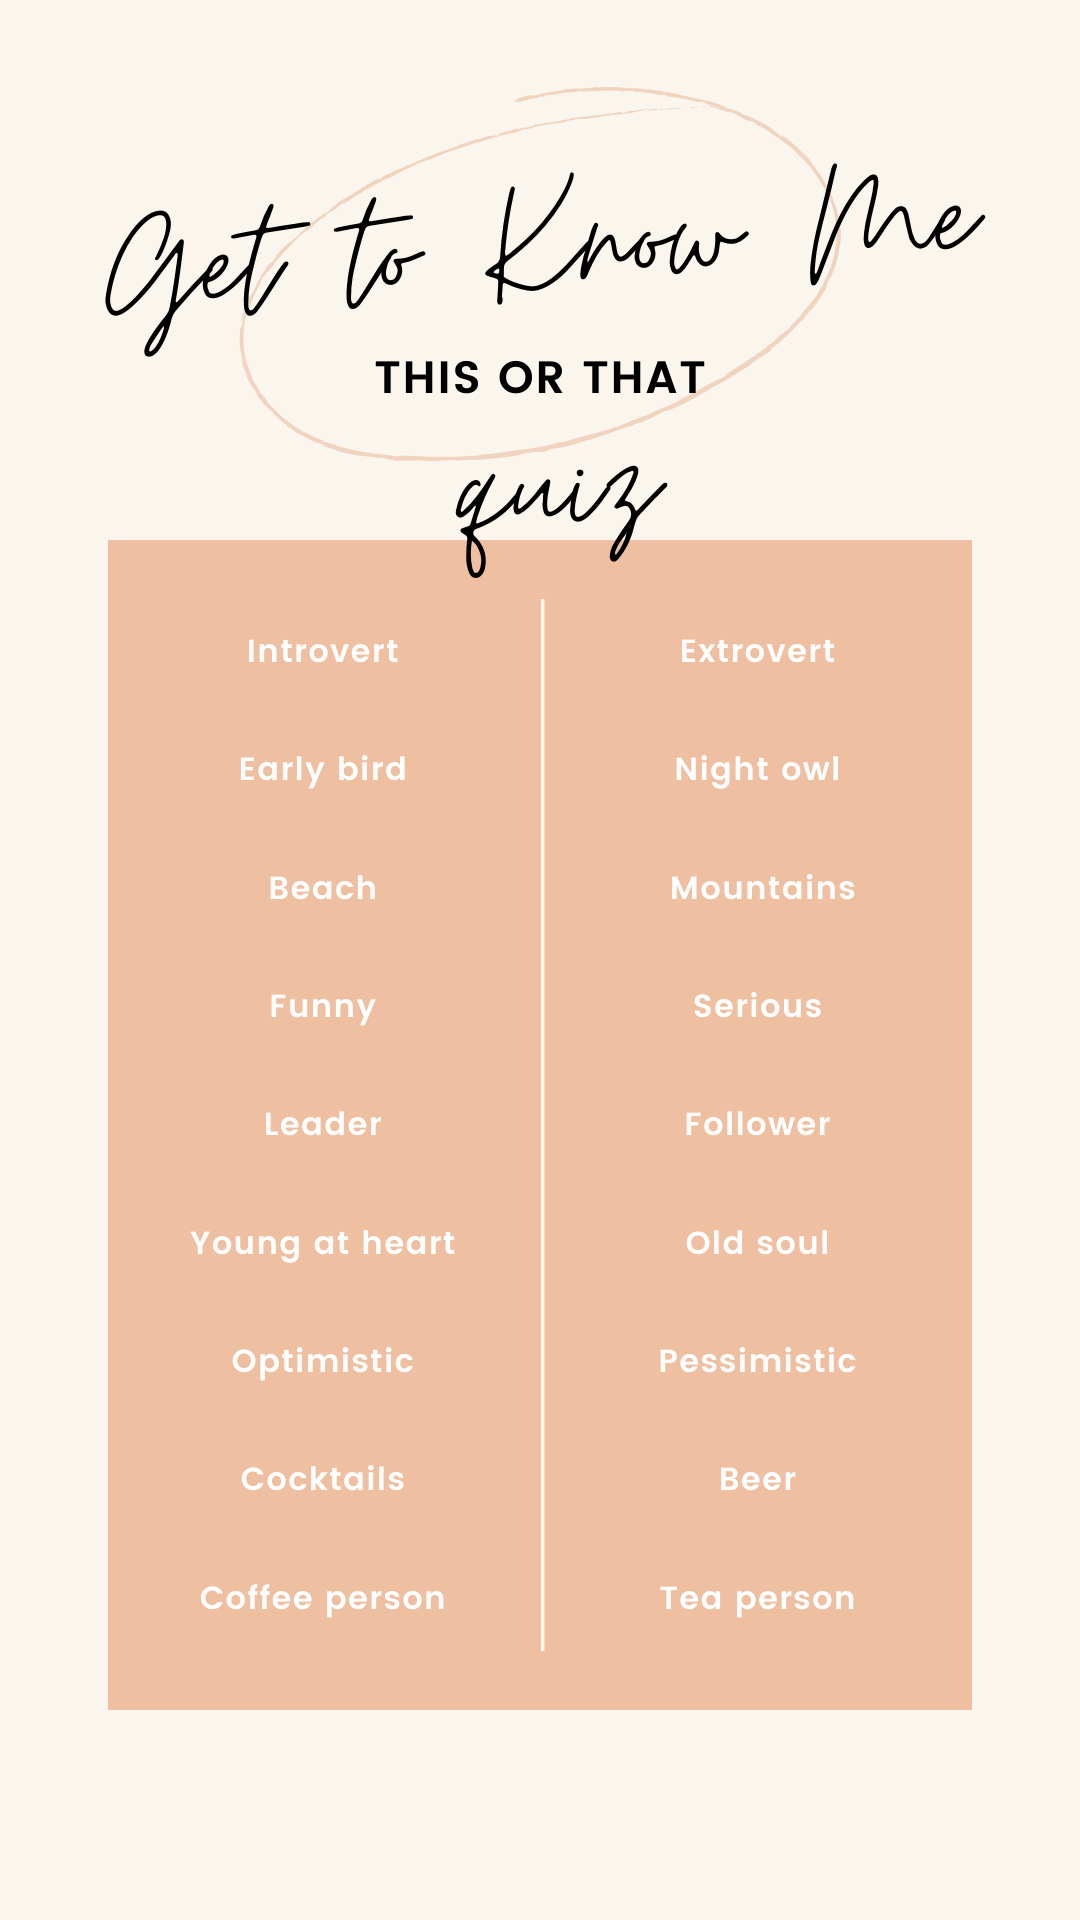 Get to Know Me
THIS OR THAT
quiz
Introvert Extrovert
Early bird Night owl
Beach Mountains
Funny Serious
Leader Follower
Young at heart Old soul
Optimistic Pessimistic
Cocktails Beer
Coffee person Tea person